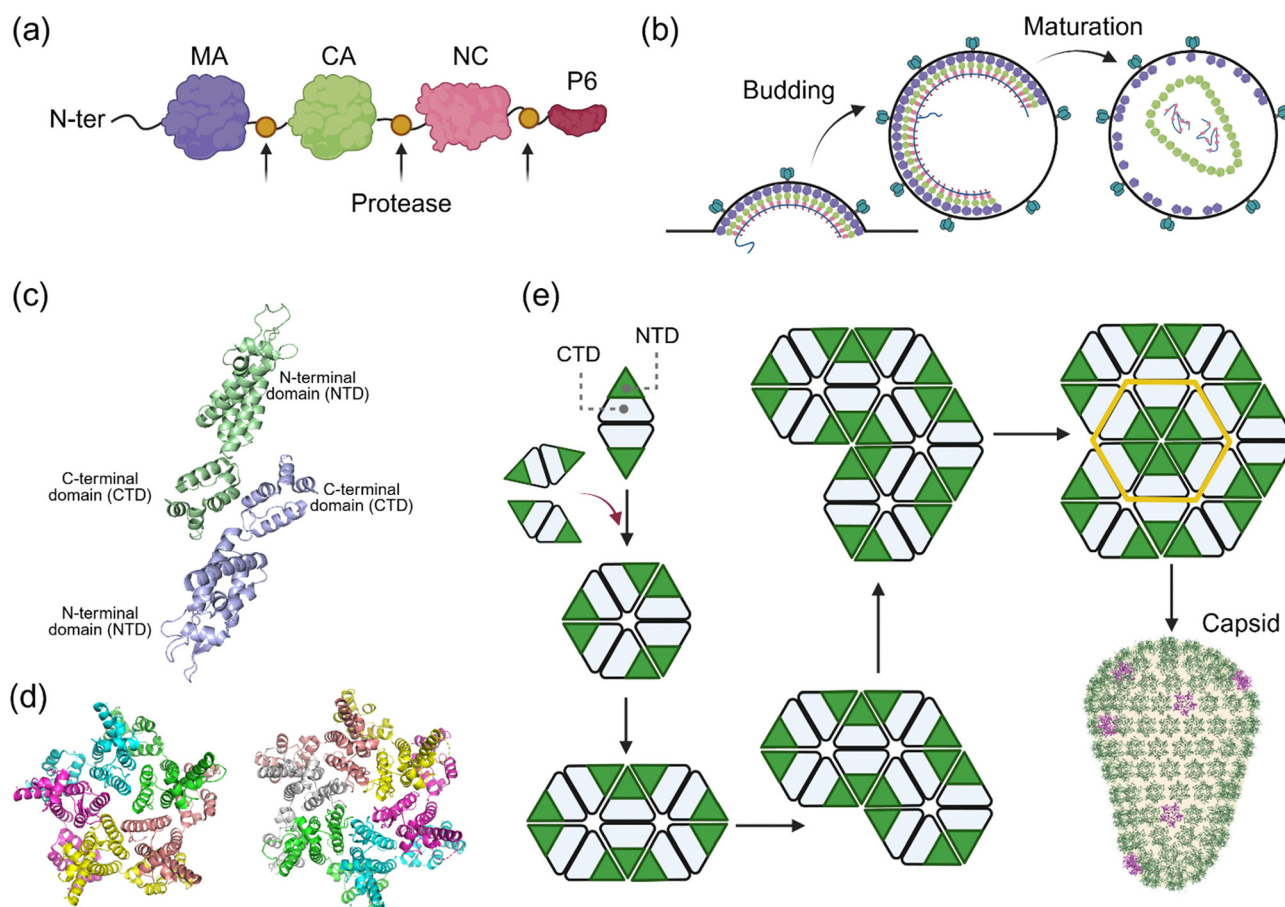 (a)
MA
CA
NC
P6
N-ter
Protease
(b)
Budding
Maturation
(c)
N-terminal
domain (NTD)
C-terminal
domain (CTD)
C-terminal
domain (CTD)
N-terminal
domain (NTD)
(d)
(e)
NTD
CTD
Capsid